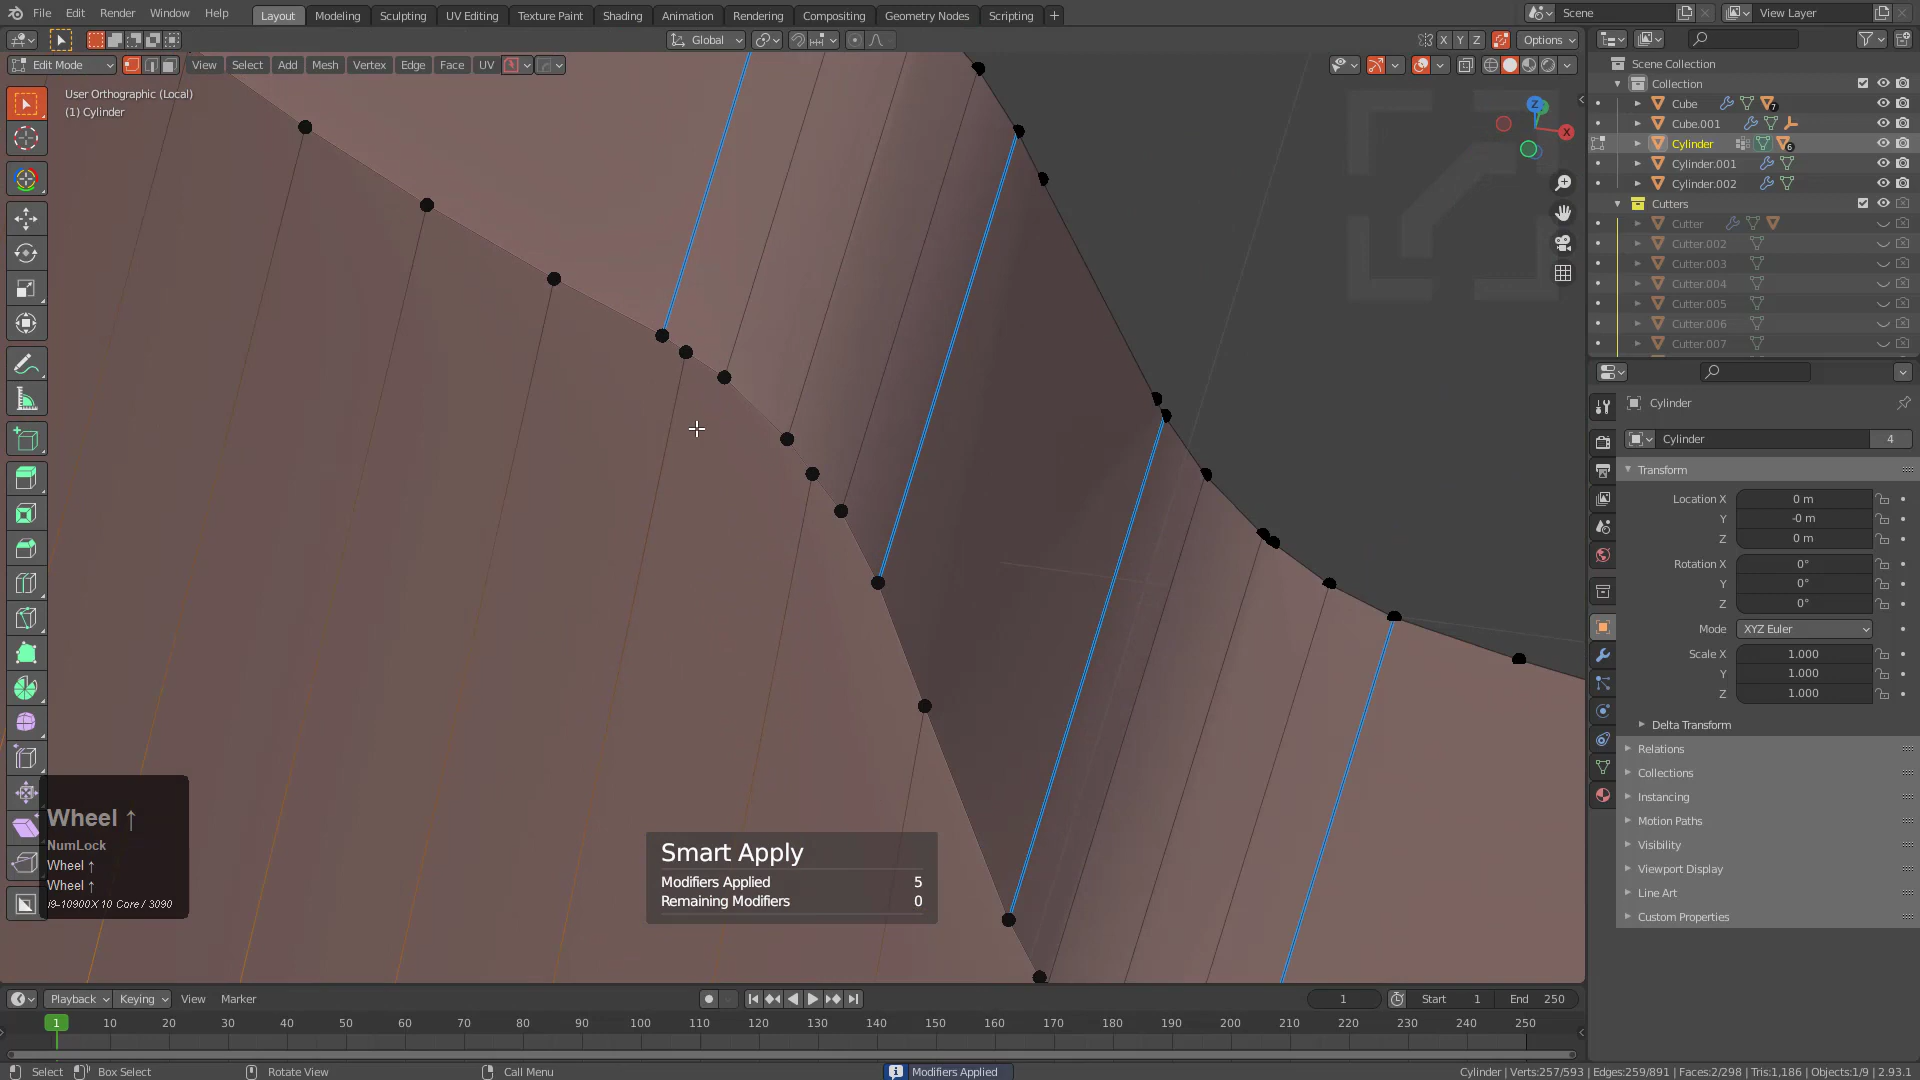 File Edit Render Window Help
Layout Modeling Sculpting UV Editing Texture Paint Shading Animation Rendering Compositing Geometry Nodes Scripting +
Scene
View Layer
Global
X Y Z
Options
Edit Mode
View Select Add Mesh Vertex Edge Face UV
User Orthographic (Local)
(1) Cylinder
Z
X
Scene Collection
Collection
Cube
7
Cube.001
Cylinder
6
Cylinder.001
Cylinder.002
Cutters
Cutter
Cutter.002
Cutter.003
Cutter.004
Cutter.005
Cutter.006
Cutter.007
Cylinder
Cylinder 4
Transform
Location X 0 m
Y -0 m
Z 0 m
Rotation X 0°
Y 0°
Z 0°
Mode XYZ Euler
Scale X 1.000
Y 1.000
Z 1.000
Delta Transform
Relations
Collections
Instancing
Motion Paths
Visibility
Viewport Display
Line Art
Custom Properties
Wheel ↑
NumLock
Wheel ↑
Wheel ↑
i9-10900X 10 Core / 3090
Smart Apply
Modifiers Applied 5
Remaining Modifiers 0
Playback Keying View Marker
1
Start 1
End 250
1 10 20 30 40 50 60 70 80 90 100 110 120 130 140 150 160 170 180 190 200 210 220 230 240 250
Select Box Select Rotate View Call Menu
Modifiers Applied
Cylinder | Verts:257/593 | Edges:259/891 | Faces:2/298 | Tris:1,186 | Objects:1/9 | 2.93.1